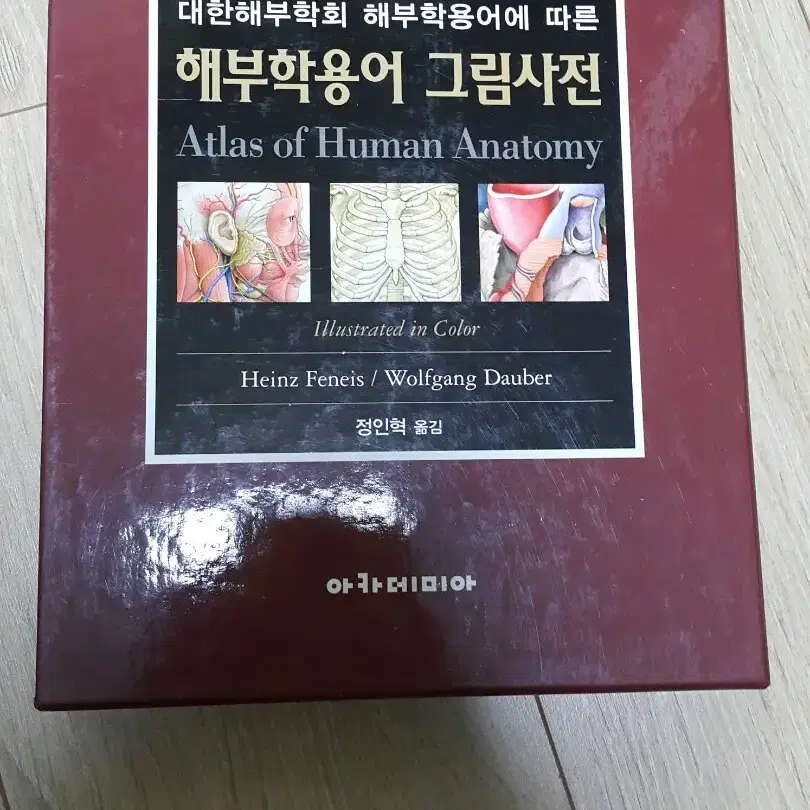 대한해부학회 해부학용어에 따른
해부학용어 그림사전
Atlas of Human Anatomy
Illustrated in Color
Heinz Feneis / Wolfgang Dauber
정인혁 옮김
아카데미아